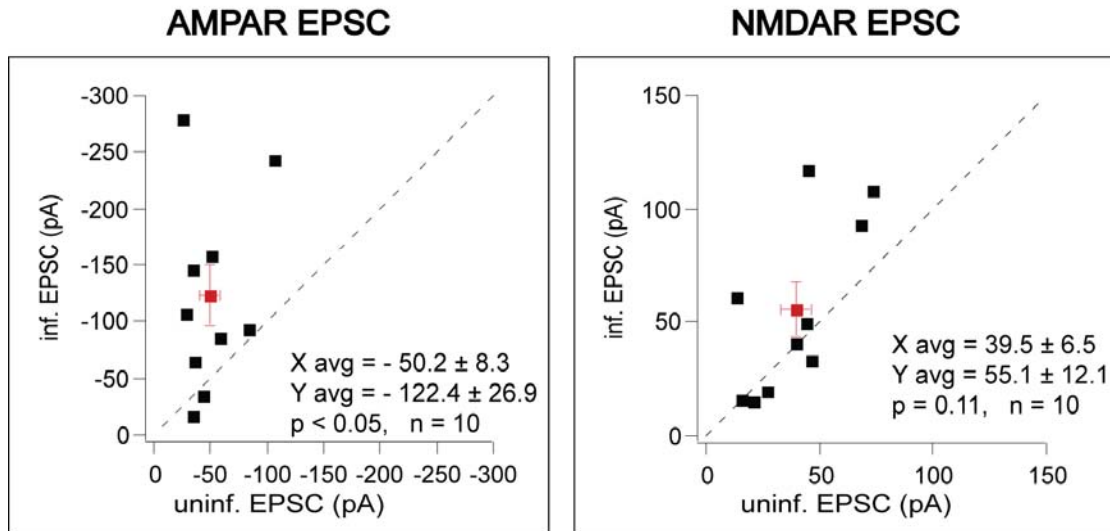 AMPAR EPSC
-300
-250
-200
-150
-100
-50
0
inf. EPSC (pA)
X avg = - 50.2 ± 8.3
Y avg = - 122.4 ± 26.9
p < 0.05, n = 10
0 -50 -100 -150 -200 -250 -300
uninf. EPSC (pA)
NMDAR EPSC
150
100
50
0
inf. EPSC (pA)
X avg = 39.5 ± 6.5
Y avg = 55.1 ± 12.1
p = 0.11, n = 10
0 50 100 150
uninf. EPSC (pA)